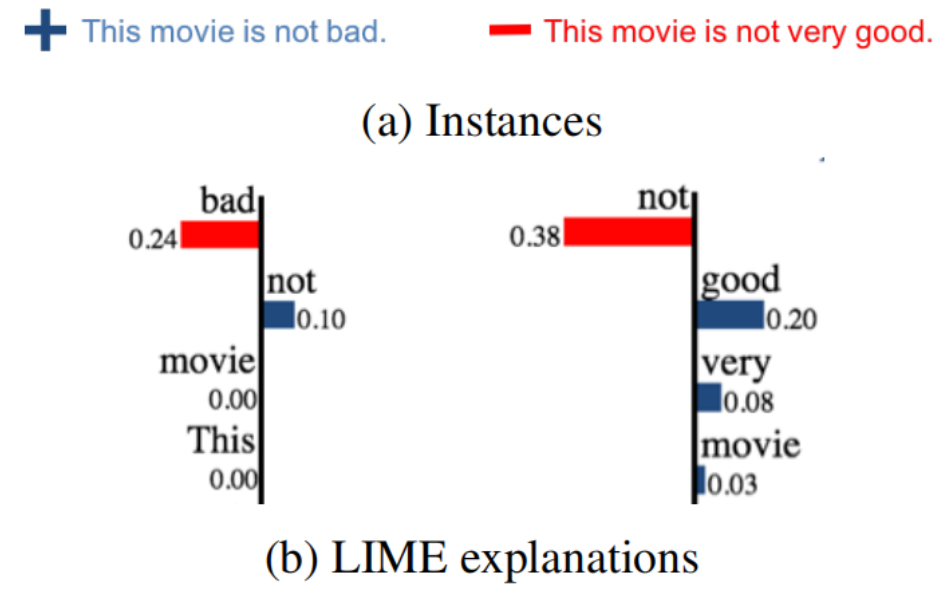 This movie is not bad.
This movie is not very good.
(a) Instances
bad
0.24
not
0.10
movie
0.00
This
0.00
not
0.38
good
0.20
very
0.08
movie
0.03
(b) LIME explanations